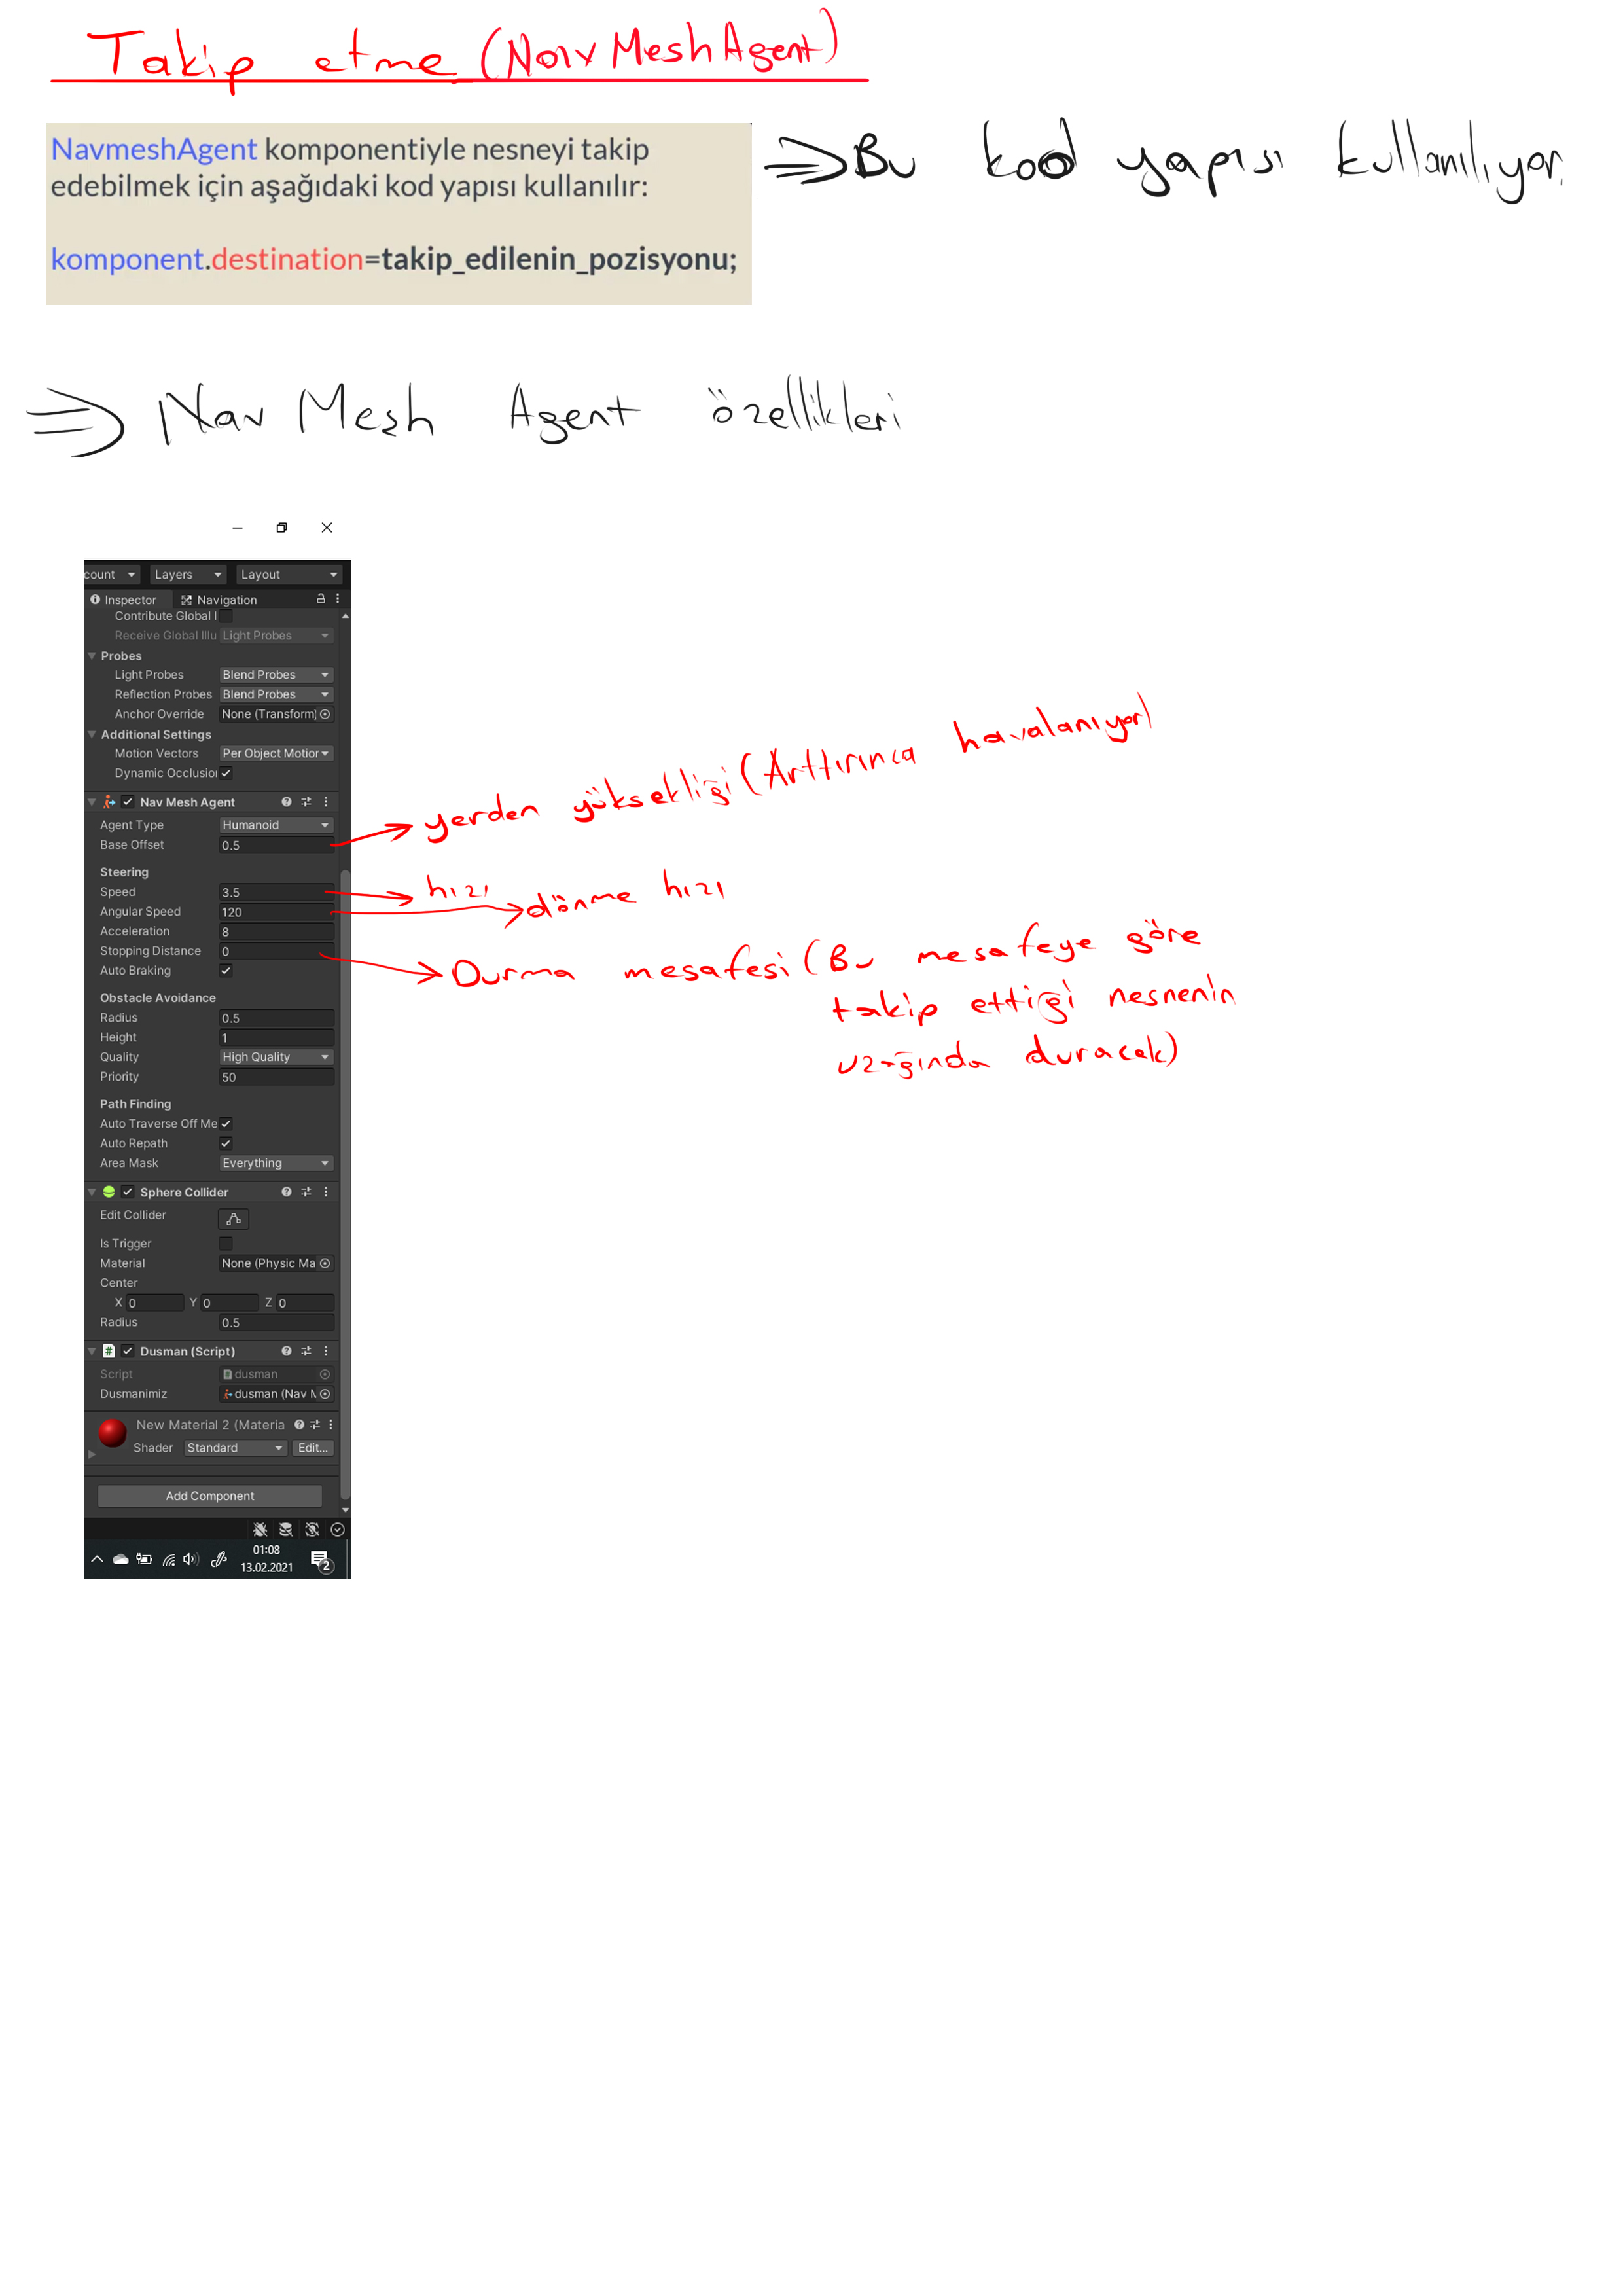 Takip etme (NavMeshAgent)
NavmeshAgent komponentiyle nesneyi takip
edebilmek için aşağıdaki kod yapısı kullanılır:
komponent.destination=takip_edilenin_pozisyonu;
⇒ Bu kod yapısı kullanılıyor.
⇒ Nav Mesh Agent özellikleri
count Layers Layout
Inspector Navigation
Contribute Global I
Receive Global Illu Light Probes
Probes
Light Probes Blend Probes
Reflection Probes Blend Probes
Anchor Override None (Transform)
Additional Settings
Motion Vectors Per Object Motior
Dynamic Occlusion
Nav Mesh Agent
Agent Type Humanoid
Base Offset 0.5
→ yerden yüksekliği (Arttırınca havalanıyor)
Steering
Speed 3.5 → hızı
Angular Speed 120 → dönme hızı
Acceleration 8
Stopping Distance 0
→ Durma mesafesi (Bu mesafeye göre
takip ettiği nesnenin
uzağında duracak)
Auto Braking
Obstacle Avoidance
Radius 0.5
Height 1
Quality High Quality
Priority 50
Path Finding
Auto Traverse Off Me
Auto Repath
Area Mask Everything
Sphere Collider
Edit Collider
Is Trigger
Material None (Physic Ma
Center
X 0 Y 0 Z 0
Radius 0.5
# Dusman (Script)
Script dusman
Dusmanimiz dusman (Nav M
New Material 2 (Materia
Shader Standard Edit...
Add Component
01:08
13.02.2021 2